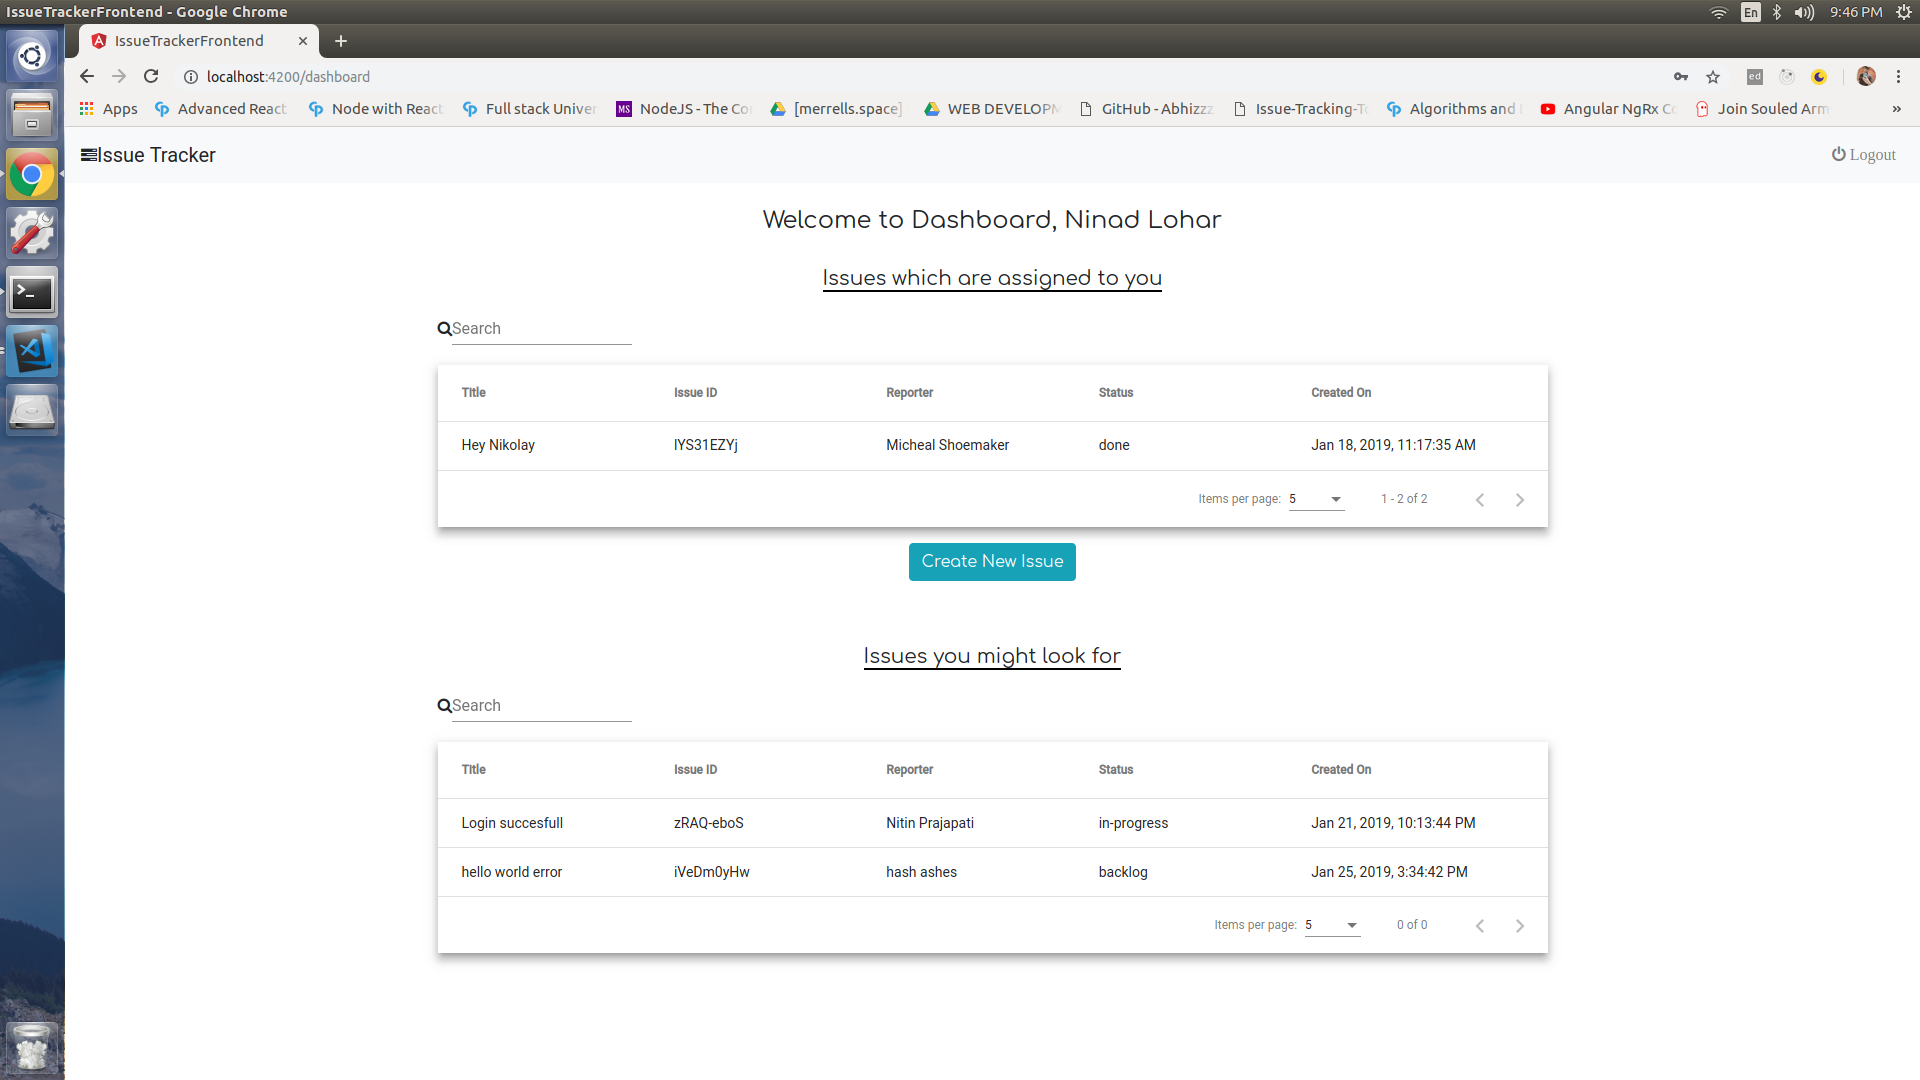 IssueTrackerFrontend - Google Chrome
En
9:46 PM
IssueTrackerFrontend
localhost:4200/dashboard
ed
Apps
Advanced React
Node with Reac
Full stack Univer
MS
NodeJS - The Co
[merrells.space]
WEB DEVELOPM
GitHub - Abhizzz
Issue-Tracking-To
Algorithms and
Angular NgRx Co
Join Souled Arm
»
Issue Tracker
Logout
Welcome to Dashboard, Ninad Lohar
Issues which are assigned to you
Search
Title Issue ID Reporter Status Created On
Hey Nikolay IYS31EZYj Micheal Shoemaker done Jan 18, 2019, 11:17:35 AM
Items per page: 5 1 - 2 of 2
Create New Issue
Issues you might look for
Search
Title Issue ID Reporter Status Created On
Login succesfull zRAQ-eboS Nitin Prajapati in-progress Jan 21, 2019, 10:13:44 PM
hello world error iVeDm0yHw hash ashes backlog Jan 25, 2019, 3:34:42 PM
Items per page: 5 0 of 0